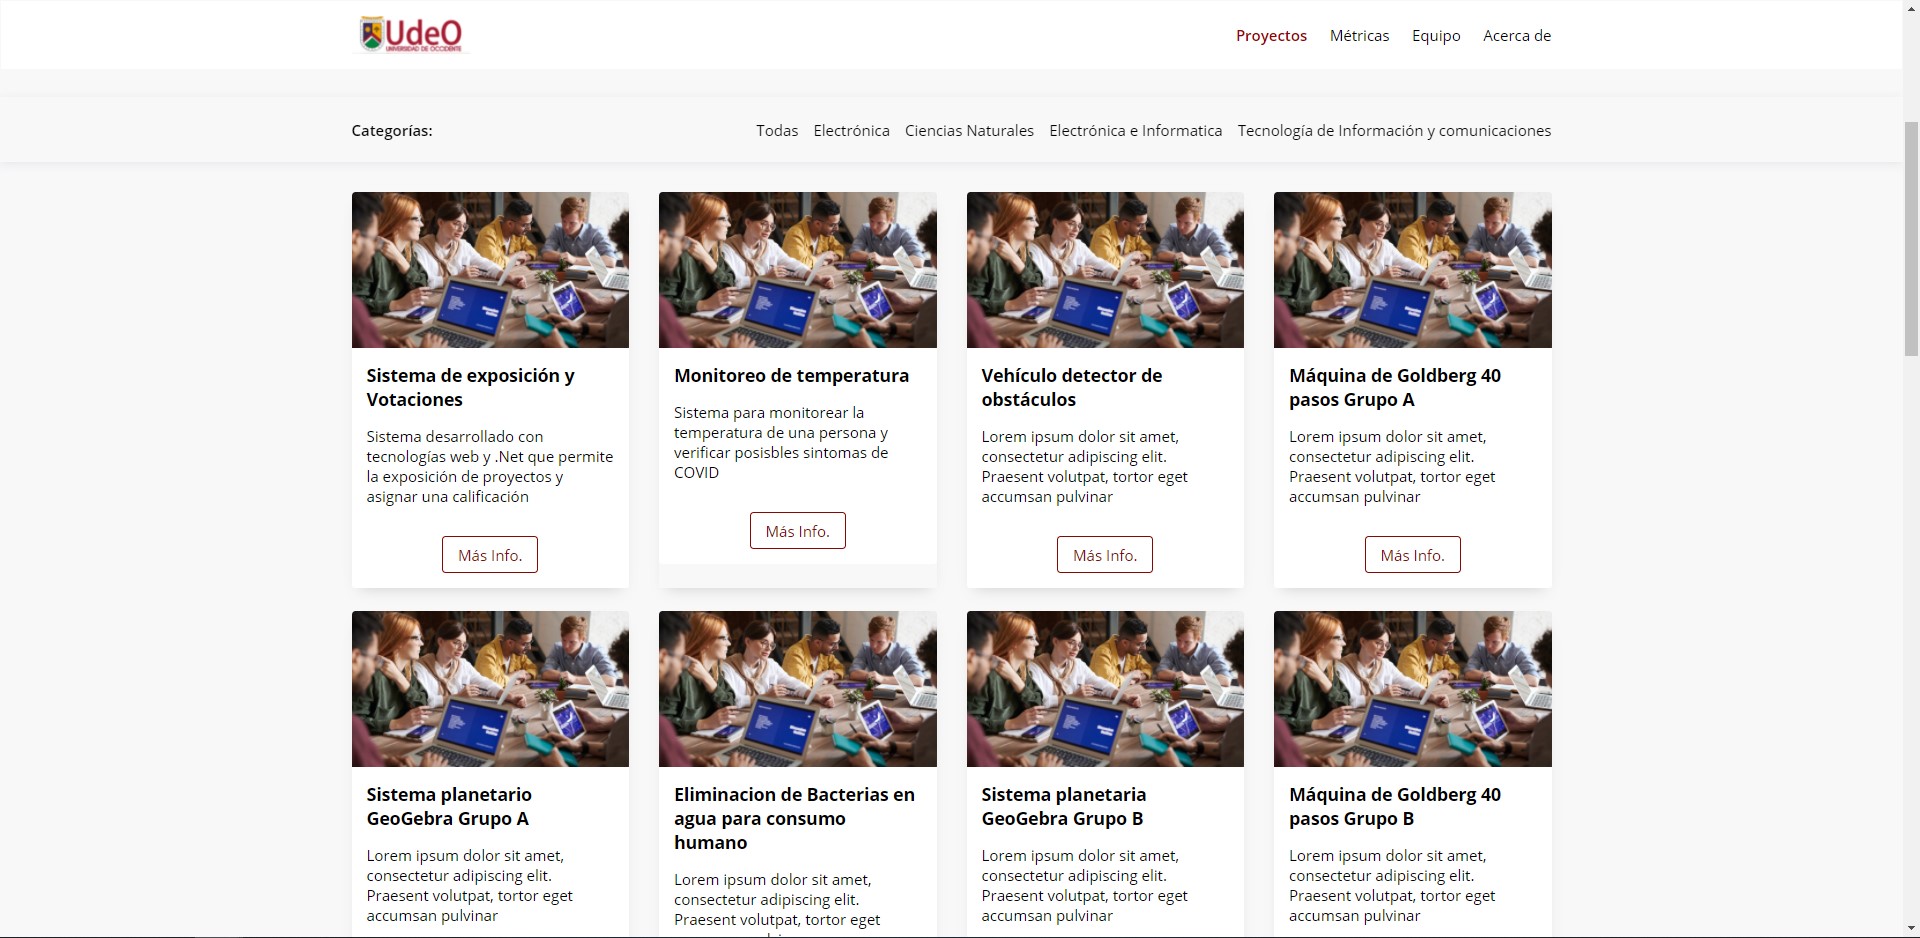 UdeO
UNIVERSIDAD DE OCCIDENTE
Proyectos Métricas Equipo Acerca de
Categorías:
Todas Electrónica Ciencias Naturales Electrónica e Informatica Tecnología de Información y comunicaciones
Sistema de exposición y
Votaciones
Sistema desarrollado con
tecnologías web y .Net que permite
la exposición de proyectos y
asignar una calificación
Más Info.
Monitoreo de temperatura
Sistema para monitorear la
temperatura de una persona y
verificar posisbles sintomas de
COVID
Más Info.
Vehículo detector de
obstáculos
Lorem ipsum dolor sit amet,
consectetur adipiscing elit.
Praesent volutpat, tortor eget
accumsan pulvinar
Más Info.
Máquina de Goldberg 40
pasos Grupo A
Lorem ipsum dolor sit amet,
consectetur adipiscing elit.
Praesent volutpat, tortor eget
accumsan pulvinar
Más Info.
Sistema planetario
GeoGebra Grupo A
Lorem ipsum dolor sit amet,
consectetur adipiscing elit.
Praesent volutpat, tortor eget
accumsan pulvinar
Eliminacion de Bacterias en
agua para consumo
humano
Lorem ipsum dolor sit amet,
consectetur adipiscing elit.
Praesent volutpat, tortor eget
Sistema planetaria
GeoGebra Grupo B
Lorem ipsum dolor sit amet,
consectetur adipiscing elit.
Praesent volutpat, tortor eget
accumsan pulvinar
Máquina de Goldberg 40
pasos Grupo B
Lorem ipsum dolor sit amet,
consectetur adipiscing elit.
Praesent volutpat, tortor eget
accumsan pulvinar